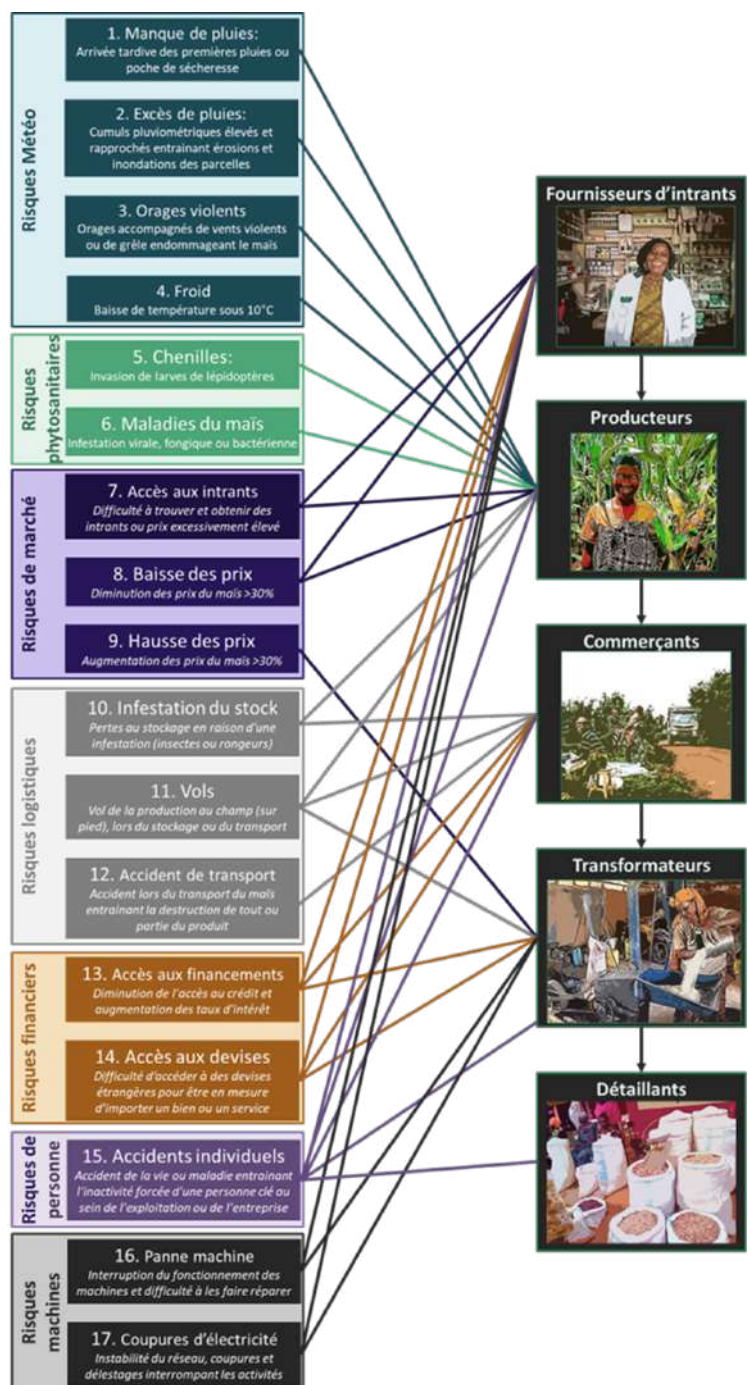 Risques Météo
1. Manque de pluies:
Arrivée tardive des premières pluies ou
poche de sécheresse
2. Excès de pluies:
Cumuls pluviométriques élevés et
rapprochés entrainant érosions et
inondations des parcelles
3. Orages violents
Orages accompagnés de vents violents
ou de grêle endommageant le maïs
4. Froid
Baisse de température sous 10°C
Risques
phytosanitaires
5. Chenilles:
Invasion de larves de lépidoptères
6. Maladies du maïs
Infestation virale, fongique ou bactérienne
Risques de marché
7. Accès aux intrants
Difficulté à trouver et obtenir des
intrants ou prix excessivement élevé
8. Baisse des prix
Diminution des prix du maïs >30%
9. Hausse des prix
Augmentation des prix du maïs >30%
Risques logistiques
10. Infestation du stock
Pertes au stockage en raison d'une
infestation (insectes ou rongeurs)
11. Vols
Vol de la production au champ (sur
pied), lors du stockage ou du transport
12. Accident de transport
Accident lors du transport du maïs
entrainant la destruction de tout ou
partie du produit
Risques financiers
13. Accès aux financements
Diminution de l'accès au crédit et
augmentation des taux d'intérêt
14. Accès aux devises
Difficulté d'accéder à des devises
étrangères pour être en mesure
d'importer un bien ou un service
Risques de
personne
15. Accidents individuels
Accident de la vie ou maladie entrainant
l'inactivité forcée d'une personne clé au
sein de l'exploitation ou de l'entreprise
Risques
machines
16. Panne machine
Interruption du fonctionnement des
machines et difficulté à les faire réparer
17. Coupures d'électricité
Instabilité du réseau, coupures et
délestages interrompant les activités
Fournisseurs d'intrants
Producteurs
Commerçants
Transformateurs
Détaillants